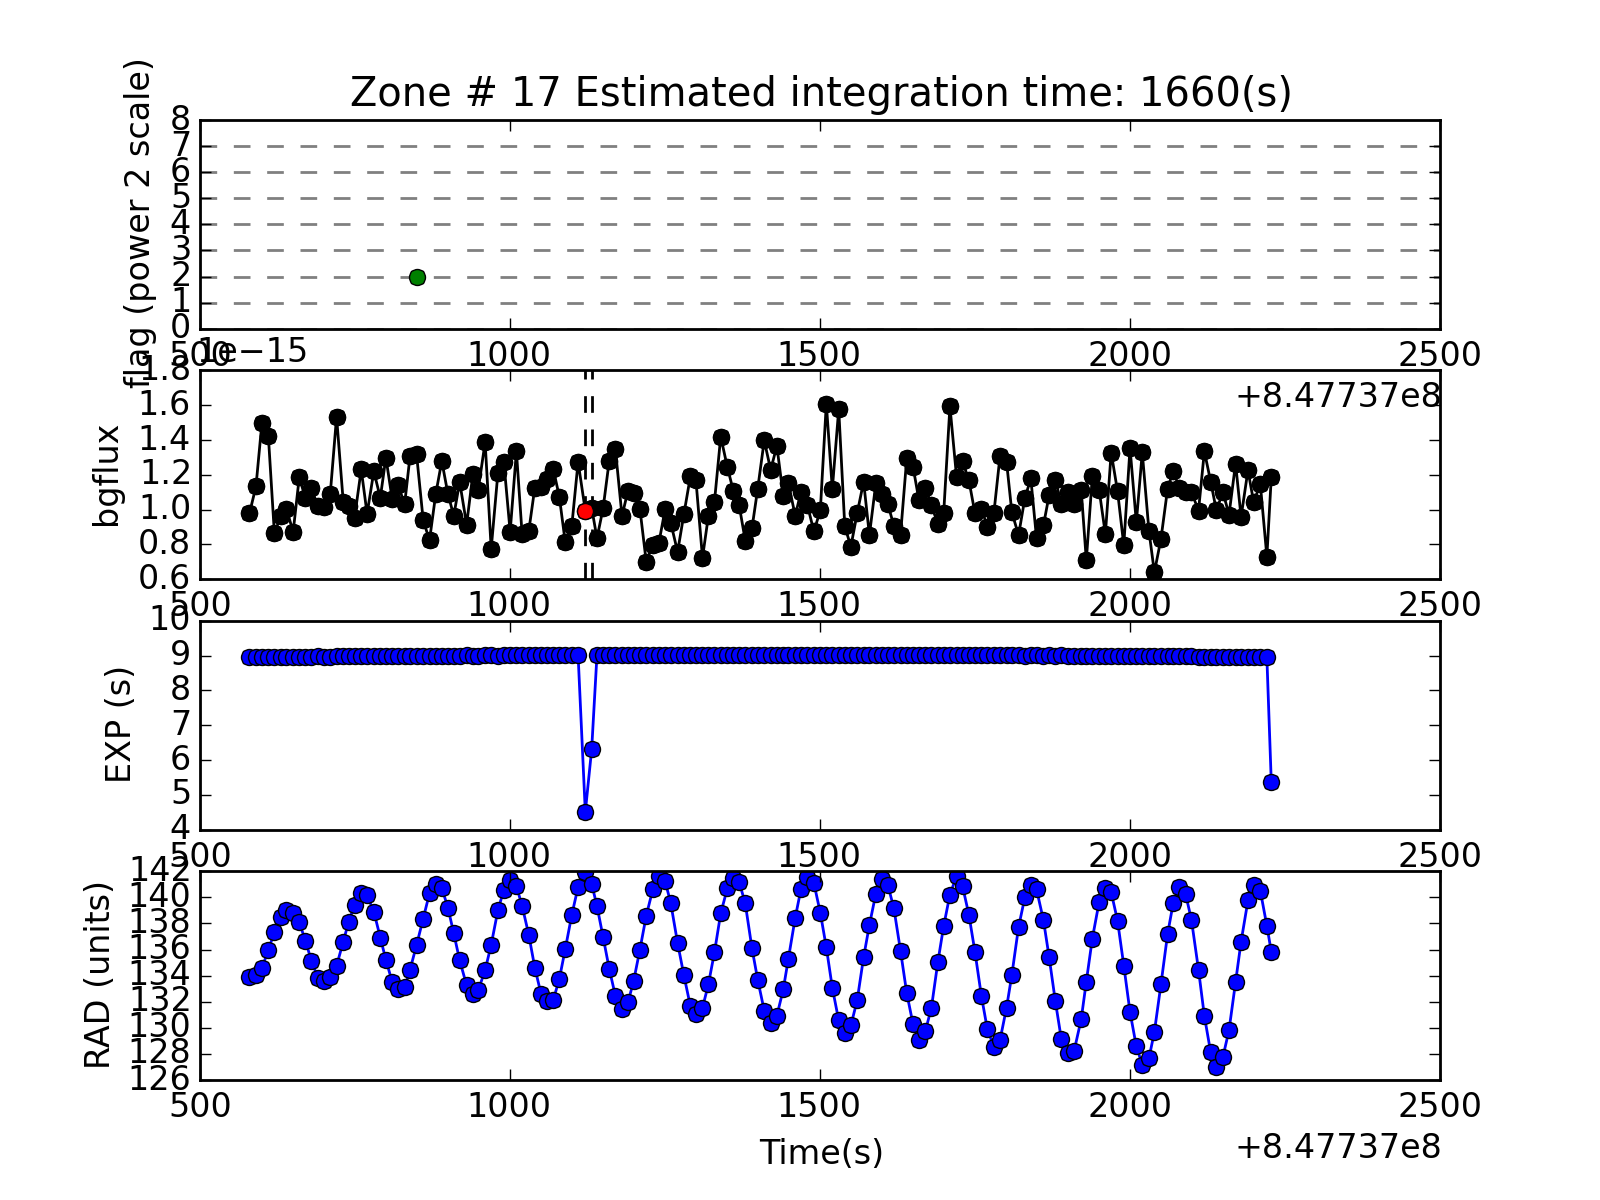 Zone # 17 Estimated integration time: 1660(s)
flag (power 2 scale)
8
7
6
5
4
3
2
1
0
500 1000 1500 2000 2500
+8.47737e8
1e−15
bgflux
1.8
1.6
1.4
1.2
1.0
0.8
0.6
500 1000 1500 2000 2500
EXP (s)
10
9
8
7
6
5
4
500 1000 1500 2000 2500
RAD (units)
142
140
138
136
134
132
130
128
126
500 1000 1500 2000 2500
Time(s)
+8.47737e8